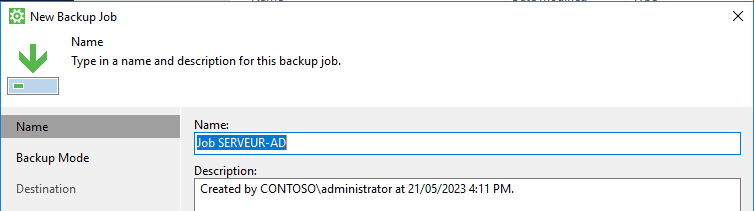 New Backup Job
Name
Type in a name and description for this backup job.
Name
Name:
Job SERVEUR-AD
Backup Mode
Description:
Destination
Created by CONTOSO\administrator at 21/05/2023 4:11 PM.